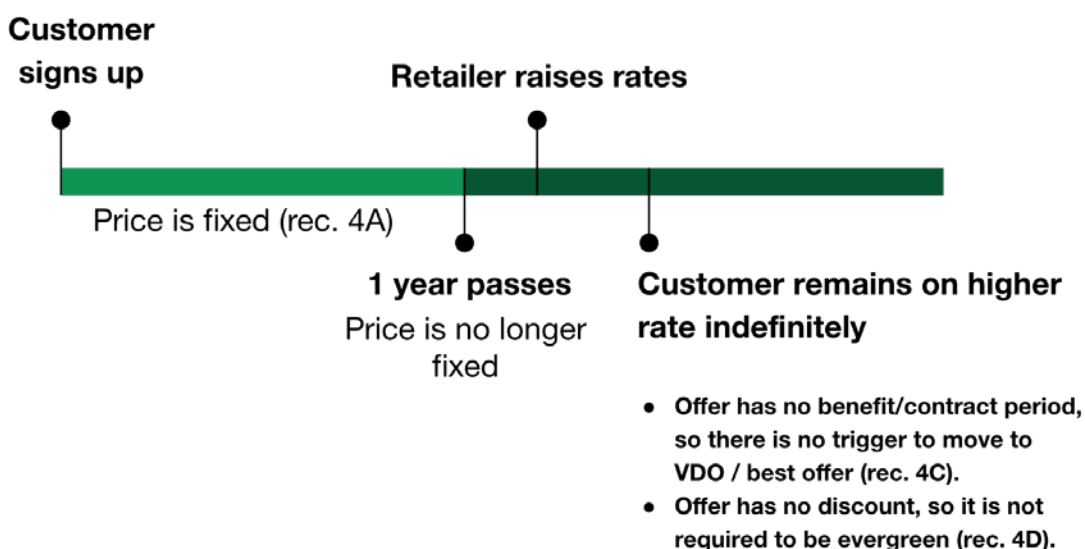 Customer
signs up
Retailer raises rates
Price is fixed (rec. 4A)
1 year passes
Price is no longer
fixed
Customer remains on higher
rate indefinitely
● Offer has no benefit/contract period,
so there is no trigger to move to
VDO / best offer (rec. 4C).
● Offer has no discount, so it is not
required to be evergreen (rec. 4D).